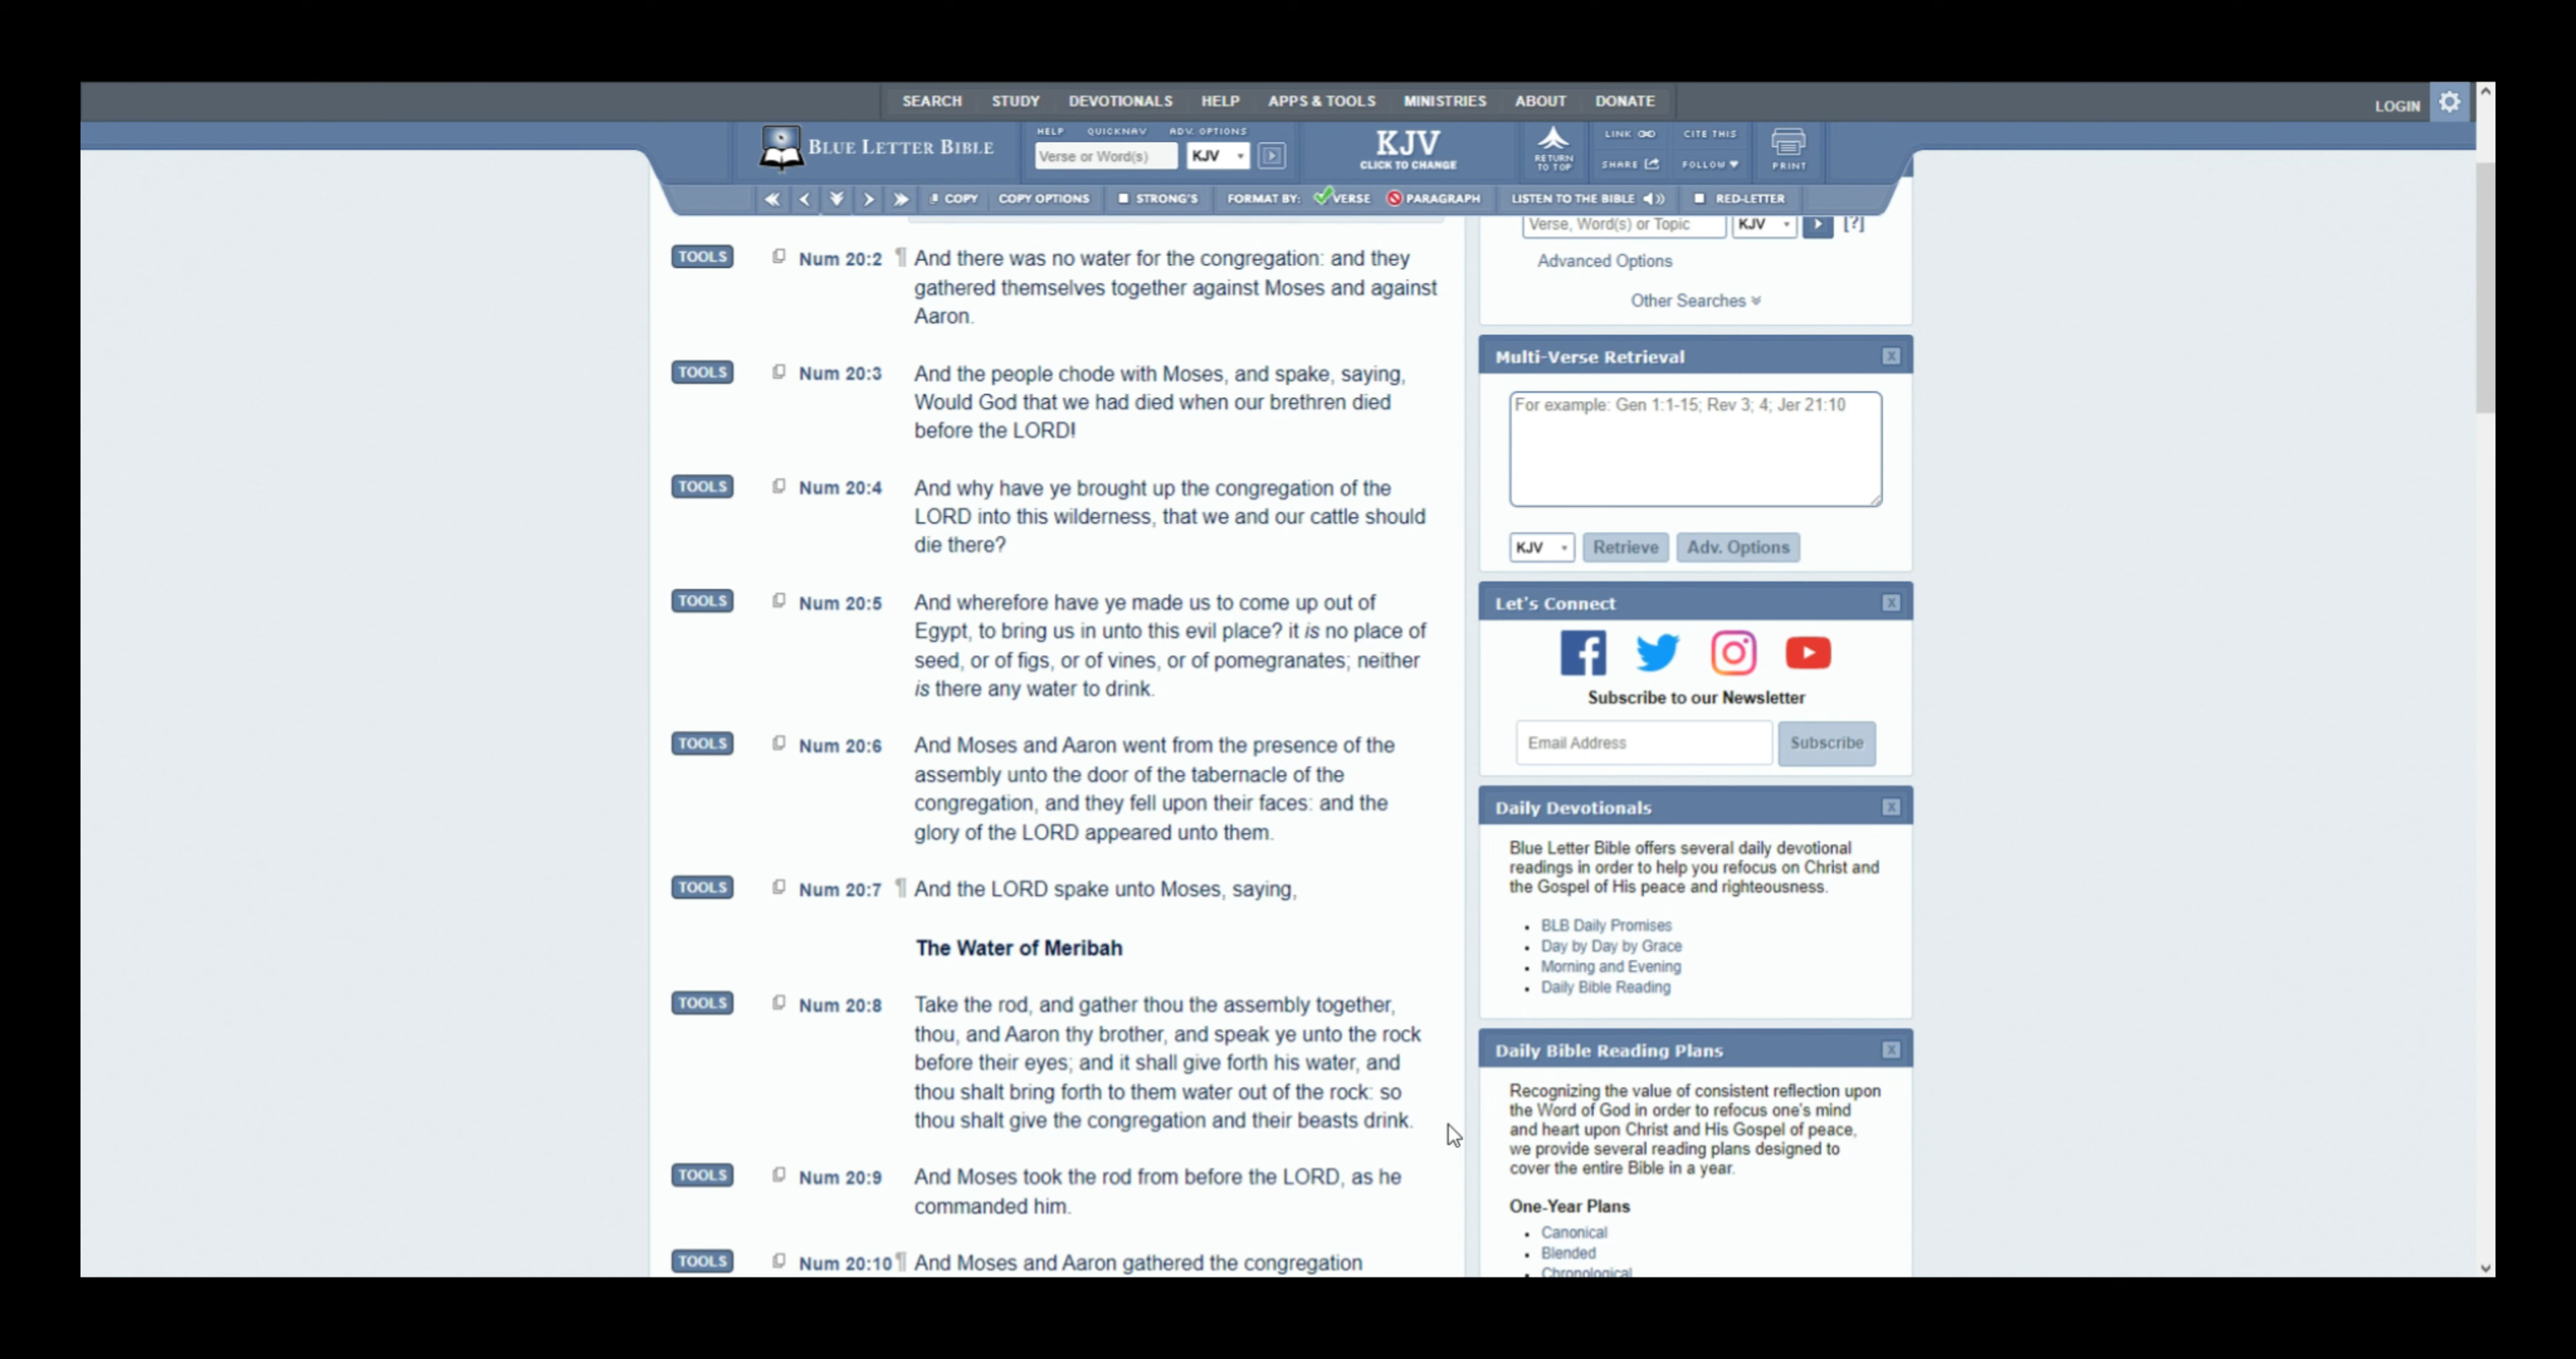 SEARCH STUDY DEVOTIONALS HELP APPS & TOOLS MINISTRIES ABOUT DONATE
LOGIN
BLUE LETTER BIBLE
HELP QUICKNAV ADV. OPTIONS
Verse or Word(s) KJV
KJV
CLICK TO CHANGE
RETURN
TO TOP
LINK CITE THIS
SHARE FOLLOW
PRINT
COPY COPY OPTIONS STRONG'S FORMAT BY: VERSE PARAGRAPH LISTEN TO THE BIBLE RED-LETTER
TOOLS Num 20:2 ¶ And there was no water for the congregation: and they
gathered themselves together against Moses and against
Aaron.
TOOLS Num 20:3 And the people chode with Moses, and spake, saying,
Would God that we had died when our brethren died
before the LORD!
TOOLS Num 20:4 And why have ye brought up the congregation of the
LORD into this wilderness, that we and our cattle should
die there?
TOOLS Num 20:5 And wherefore have ye made us to come up out of
Egypt, to bring us in unto this evil place? it is no place of
seed, or of figs, or of vines, or of pomegranates; neither
is there any water to drink.
TOOLS Num 20:6 And Moses and Aaron went from the presence of the
assembly unto the door of the tabernacle of the
congregation, and they fell upon their faces: and the
glory of the LORD appeared unto them.
TOOLS Num 20:7 ¶ And the LORD spake unto Moses, saying,
The Water of Meribah
TOOLS Num 20:8 Take the rod, and gather thou the assembly together,
thou, and Aaron thy brother, and speak ye unto the rock
before their eyes; and it shall give forth his water, and
thou shalt bring forth to them water out of the rock: so
thou shalt give the congregation and their beasts drink.
TOOLS Num 20:9 And Moses took the rod from before the LORD, as he
commanded him.
TOOLS Num 20:10 ¶ And Moses and Aaron gathered the congregation
Verse, Word(s) or Topic KJV [?]
Advanced Options
Other Searches
Multi-Verse Retrieval X
For example: Gen 1:1-15; Rev 3; 4; Jer 21:10
KJV Retrieve Adv. Options
Let's Connect X
Subscribe to our Newsletter
Email Address Subscribe
Daily Devotionals X
Blue Letter Bible offers several daily devotional
readings in order to help you refocus on Christ and
the Gospel of His peace and righteousness.
• BLB Daily Promises
• Day by Day by Grace
• Morning and Evening
• Daily Bible Reading
Daily Bible Reading Plans X
Recognizing the value of consistent reflection upon
the Word of God in order to refocus one's mind
and heart upon Christ and His Gospel of peace,
we provide several reading plans designed to
cover the entire Bible in a year.
One-Year Plans
• Canonical
• Blended
• Chronological